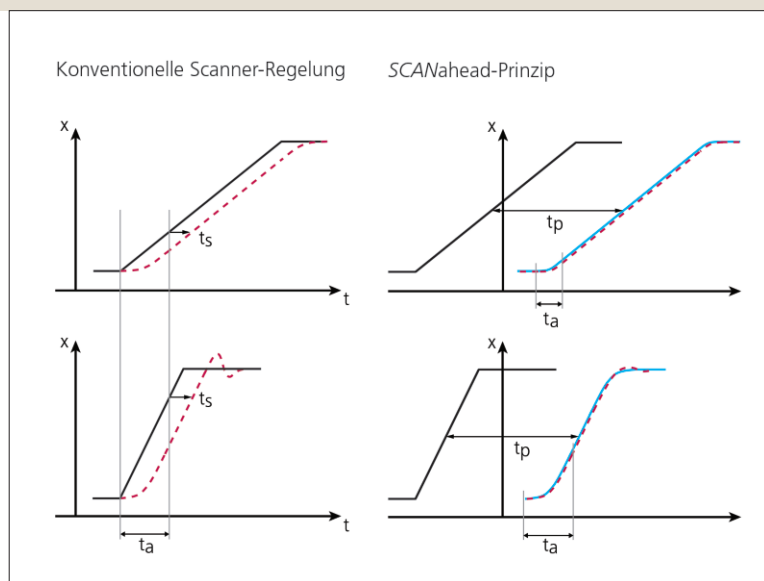 Konventionelle Scanner-Regelung
SCANahead-Prinzip
x
ts
t
x
tp
ta
x
ts
ta
t
x
tp
ta